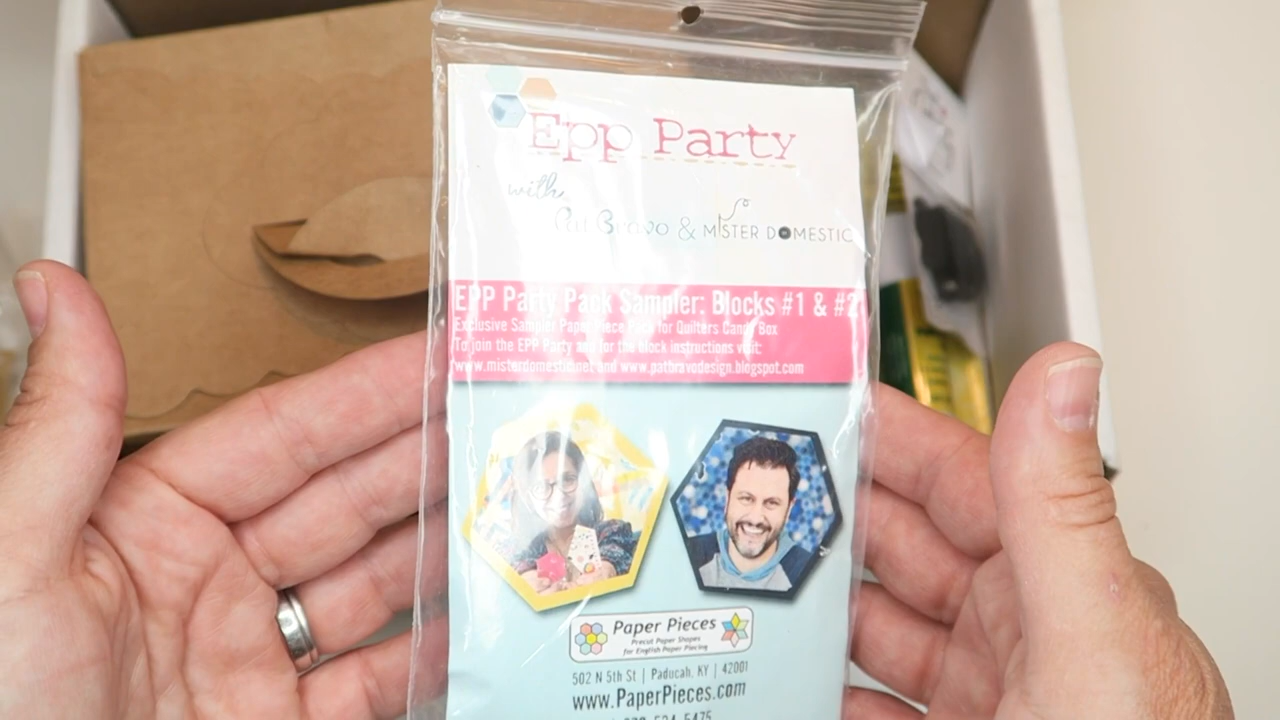 Epp Party
with
Pat Bravo & MISTER DOMESTIC
EPP Party Pack Sampler: Blocks #1 & #2
Exclusive Sampler Paper Piece Pack for Quilters Candy Box
To join the EPP Party and for the block instructions visit:
www.misterdomestic.net and www.patbravodesign.blogspot.com
Paper Pieces
Precut Paper Shapes
for English Paper Piecing
502 N 5th St | Paducah, KY | 42001
www.PaperPieces.com